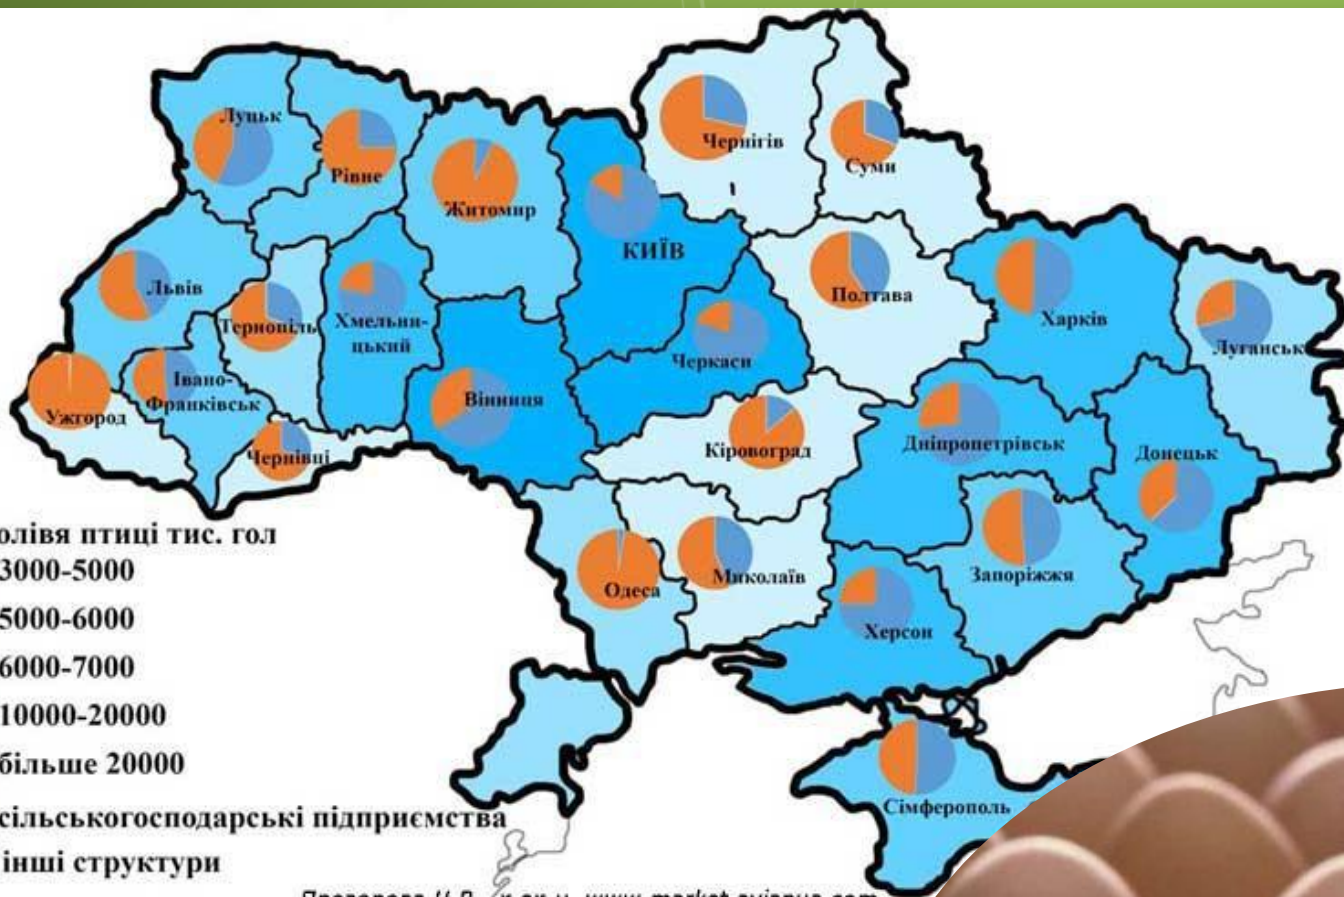 Луцьк
Рівне
Житомир
Чернігів
Суми
КИЇВ
Львів
Тернопіль
Хмельни-
цький
Полтава
Харків
Луганськ
Черкаси
Івано-
Франківськ
Ужгород
Вінниця
Чернівці
Кіровоград
Дніпропетрівськ
Донецьк
Одеса
Миколаїв
Запоріжжя
Херсон
Сімферополь
олівя птиці тис. гол
3000-5000
5000-6000
6000-7000
10000-20000
більше 20000
сільськогосподарські підприємства
інші структури